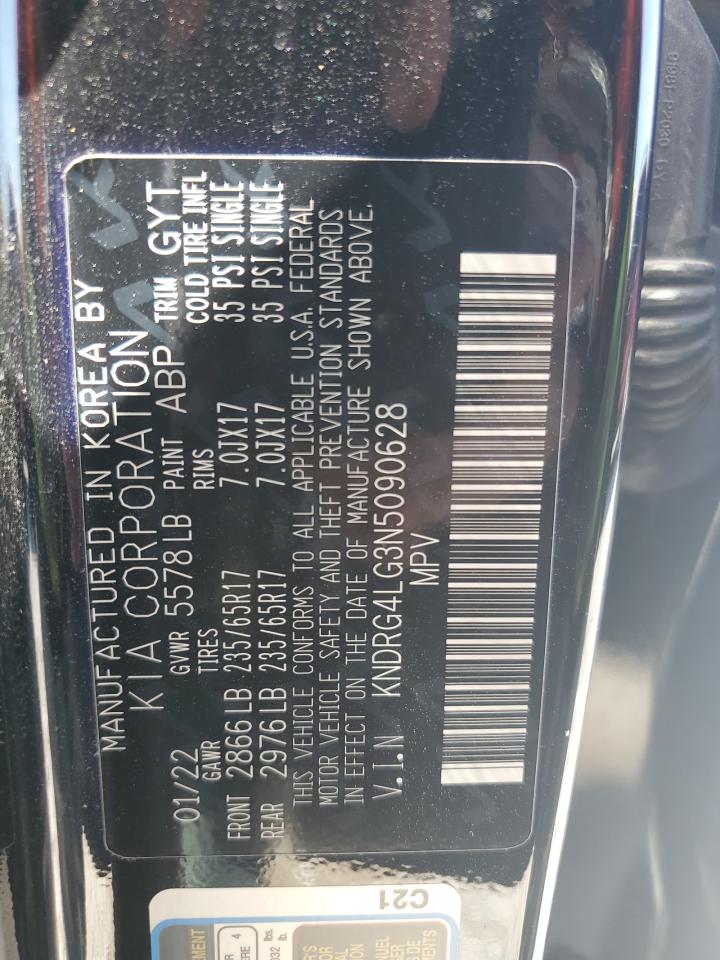 MANUFACTURED IN KOREA BY
KIA CORPORATION
01/22 GVWR 5578 LB PAINT ABP TRIM GYT
GAWR TIRES RIMS COLD TIRE INFL
FRONT 2866 LB 235/65R17 7.0JX17 35 PSI SINGLE
REAR 2976 LB 235/65R17 7.0JX17 35 PSI SINGLE
THIS VEHICLE CONFORMS TO ALL APPLICABLE U.S.A. FEDERAL
MOTOR VEHICLE SAFETY AND THEFT PREVENTION STANDARDS
IN EFFECT ON THE DATE OF MANUFACTURE SHOWN ABOVE.
V.I.N KNDRG4LG3N5090628
MPV
C21